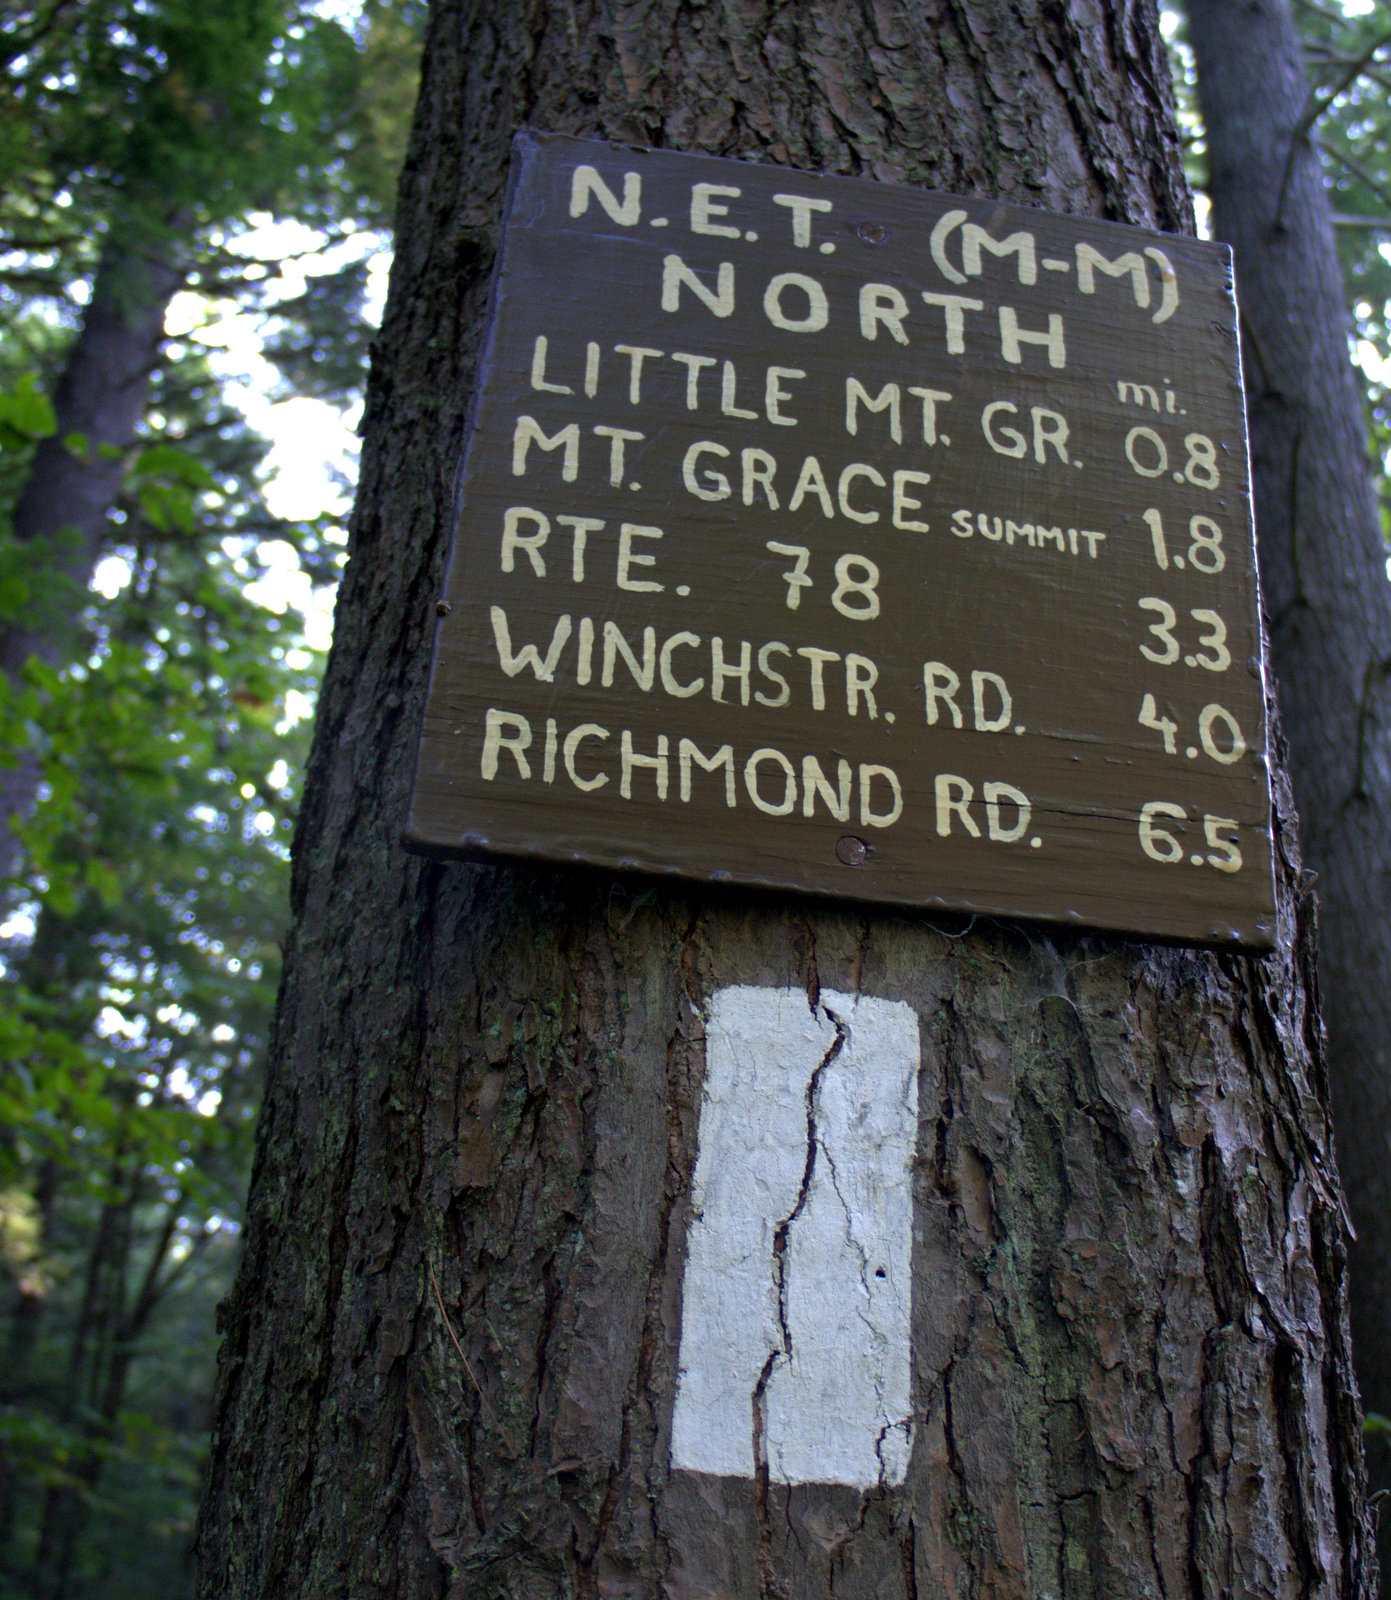 N.E.T. (M-M)
NORTH
mi.
LITTLE MT. GR. 0.8
MT. GRACE SUMMIT 1.8
RTE. 78 3.3
WINCHSTR. RD. 4.0
RICHMOND RD. 6.5